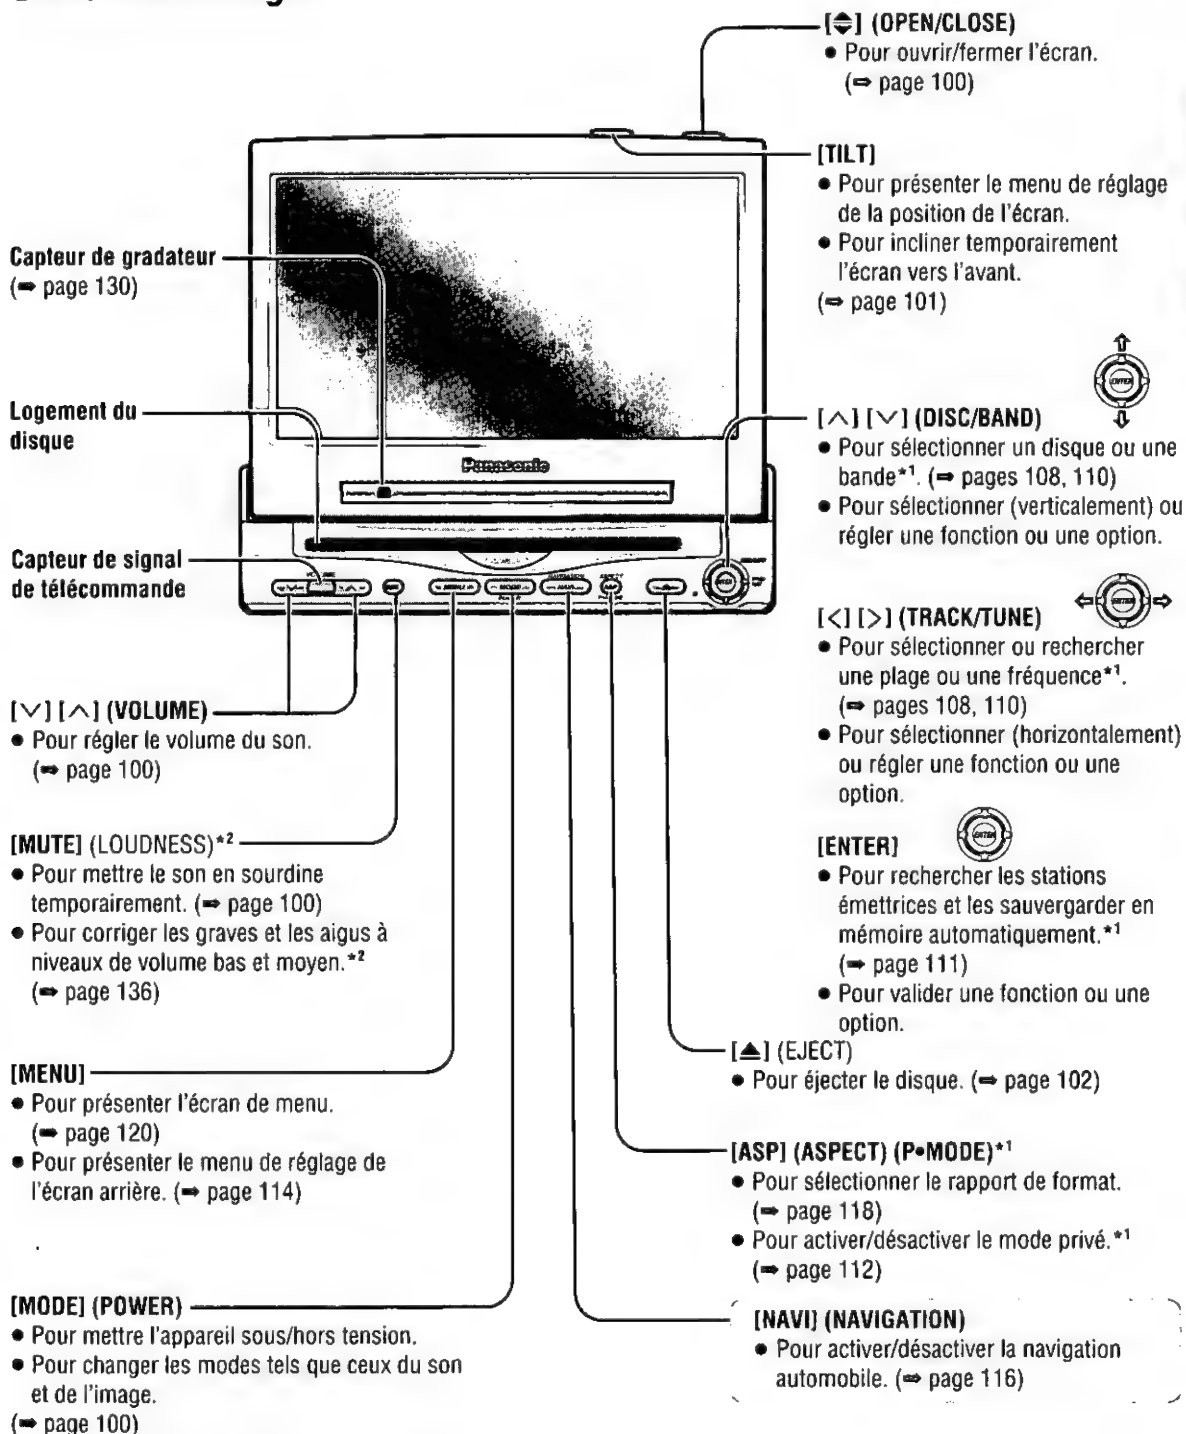 [⬘] (OPEN/CLOSE)
● Pour ouvrir/fermer l'écran.
(➡ page 100)
[TILT]
● Pour présenter le menu de réglage
de la position de l'écran.
● Pour incliner temporairement
l'écran vers l'avant.
(➡ page 101)
Capteur de gradateur
(➡ page 130)
Logement du
disque
Capteur de signal
de télécommande
Panasonic
VOLUME
MENU
MODE
ENTER
[∧] [∨] (DISC/BAND)
● Pour sélectionner un disque ou une
bande*1. (➡ pages 108, 110)
● Pour sélectionner (verticalement) ou
régler une fonction ou une option.
ENTER
[<] [>] (TRACK/TUNE)
● Pour sélectionner ou rechercher
une plage ou une fréquence*1.
(➡ pages 108, 110)
● Pour sélectionner (horizontalement)
ou régler une fonction ou une
option.
ENTER
[ENTER]
● Pour rechercher les stations
émettrices et les sauvergarder en
mémoire automatiquement.*1
(➡ page 111)
● Pour valider une fonction ou une
option.
[∨] [∧] (VOLUME)
● Pour régler le volume du son.
(➡ page 100)
[MUTE] (LOUDNESS)*2
● Pour mettre le son en sourdine
temporairement. (➡ page 100)
● Pour corriger les graves et les aigus à
niveaux de volume bas et moyen.*2
(➡ page 136)
[MENU]
● Pour présenter l'écran de menu.
(➡ page 120)
● Pour présenter le menu de réglage de
l'écran arrière. (➡ page 114)
[MODE] (POWER)
● Pour mettre l'appareil sous/hors tension.
● Pour changer les modes tels que ceux du son
et de l'image.
(➡ page 100)
[⏏] (EJECT)
● Pour éjecter le disque. (➡ page 102)
[ASP] (ASPECT) (P•MODE)*1
● Pour sélectionner le rapport de format.
(➡ page 118)
● Pour activer/désactiver le mode privé.*1
(➡ page 112)
[NAVI] (NAVIGATION)
● Pour activer/désactiver la navigation
automobile. (➡ page 116)